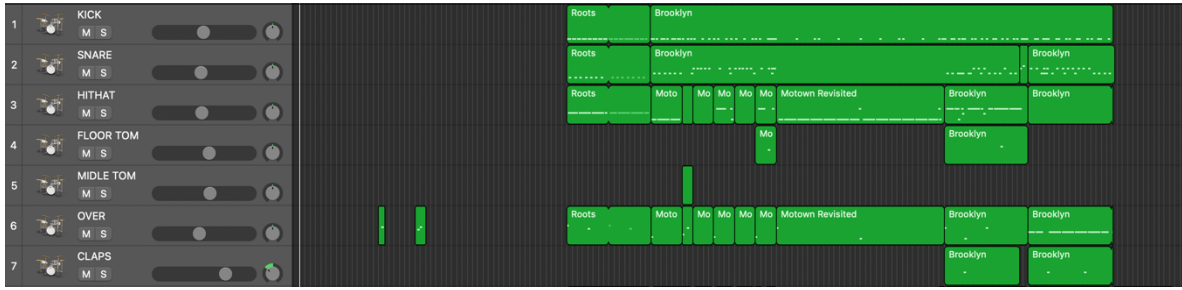 1 KICK Roots Brooklyn
M S
2 SNARE Roots Brooklyn Brooklyn
M S
3 HITHAT Roots Moto Mo Mo Mo Mo Motown Revisited Brooklyn Brooklyn
M S
4 FLOOR TOM Mo Brooklyn
M S
5 MIDLE TOM
M S
6 OVER Roots Moto Mo Mo Mo Mo Motown Revisited Brooklyn Brooklyn
M S
7 CLAPS Brooklyn Brooklyn
M S